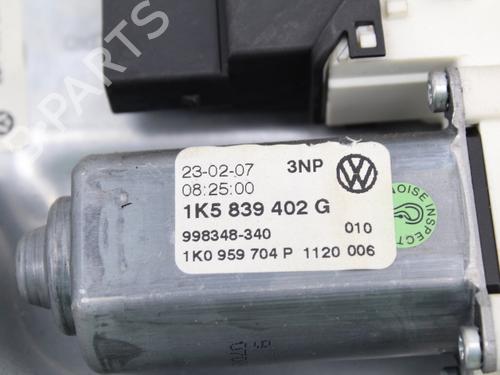 23-02-07 3NP
08:25:00
1K5 839 402 G
998348-340 010
1K0 959 704 P 1120 006
NOISE INSPECT
B-PARTS